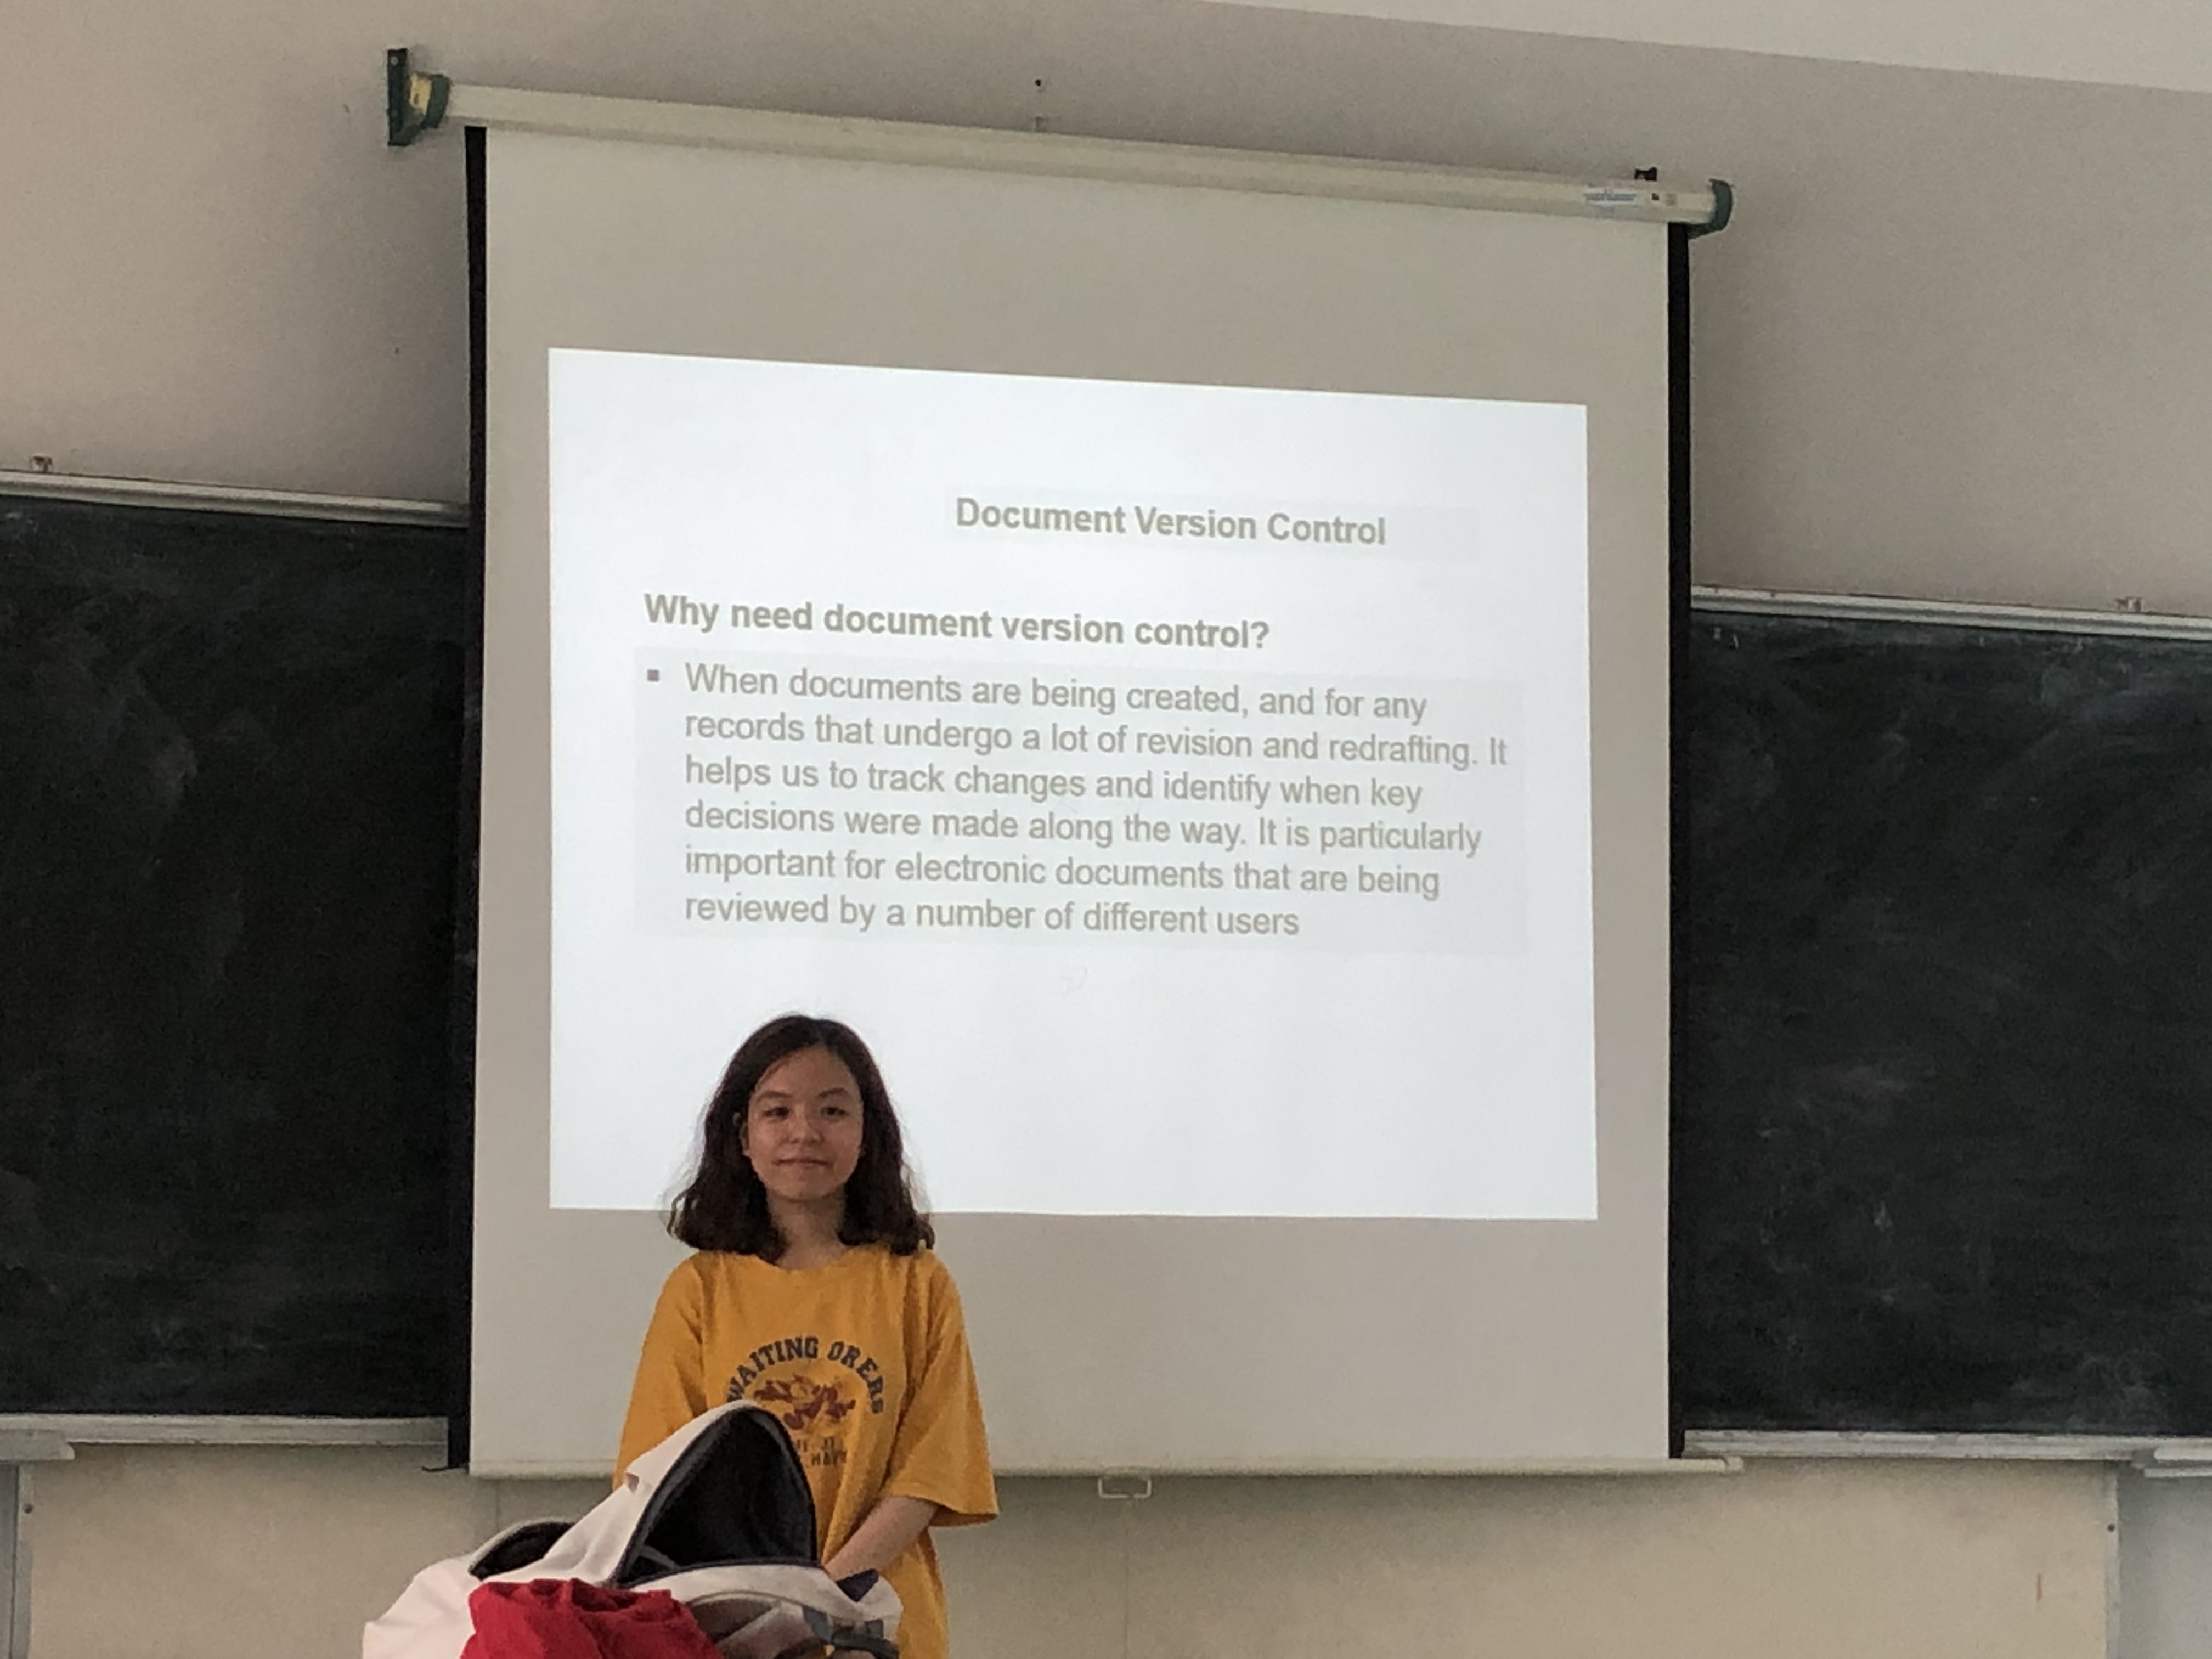 Document Version Control
Why need document version control?
▪ When documents are being created, and for any
records that undergo a lot of revision and redrafting. It
helps us to track changes and identify when key
decisions were made along the way. It is particularly
important for electronic documents that are being
reviewed by a number of different users
WAITING ORERS